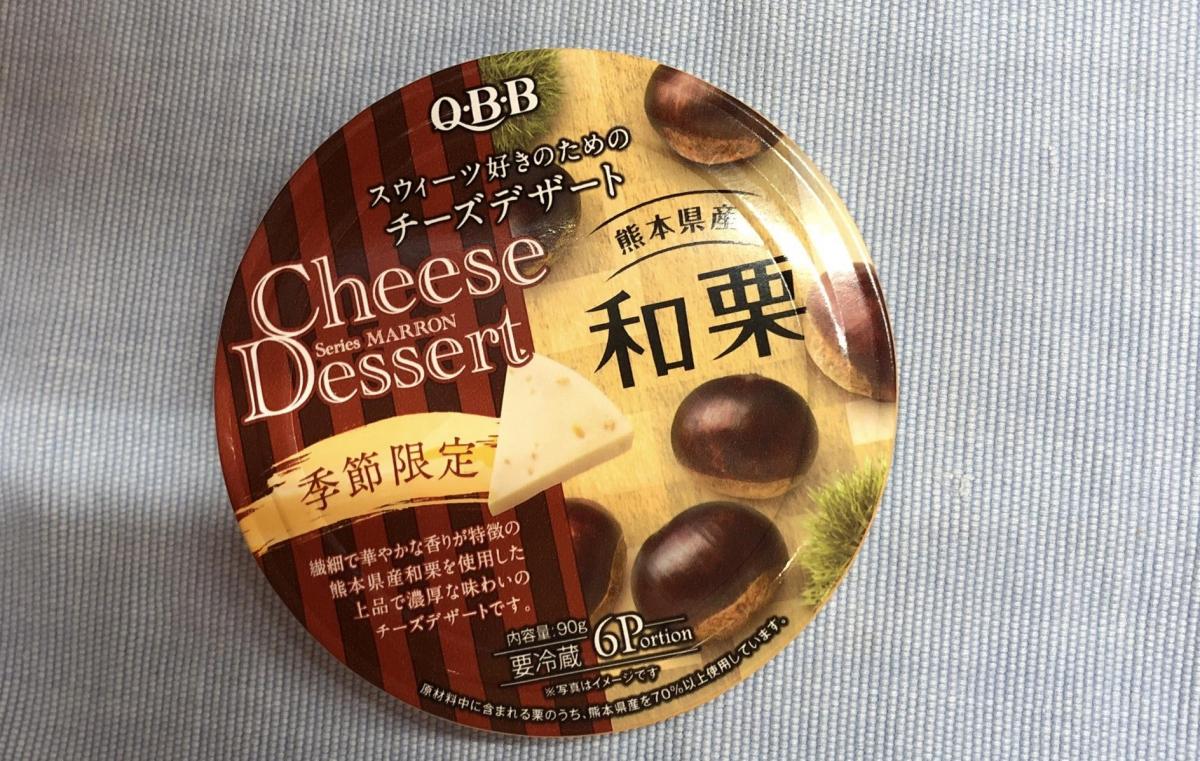 Q・B・B
スウィーツ好きのための
チーズデザート
Cheese
Series MARRON
Dessert
熊本県産
和栗
季節限定
繊細で華やかな香りが特徴の
熊本県産和栗を使用した
上品で濃厚な味わいの
チーズデザートです。
内容量:90g
要冷蔵
6Portion
※写真はイメージです
原材料中に含まれる栗のうち、熊本県産を70%以上使用しています。